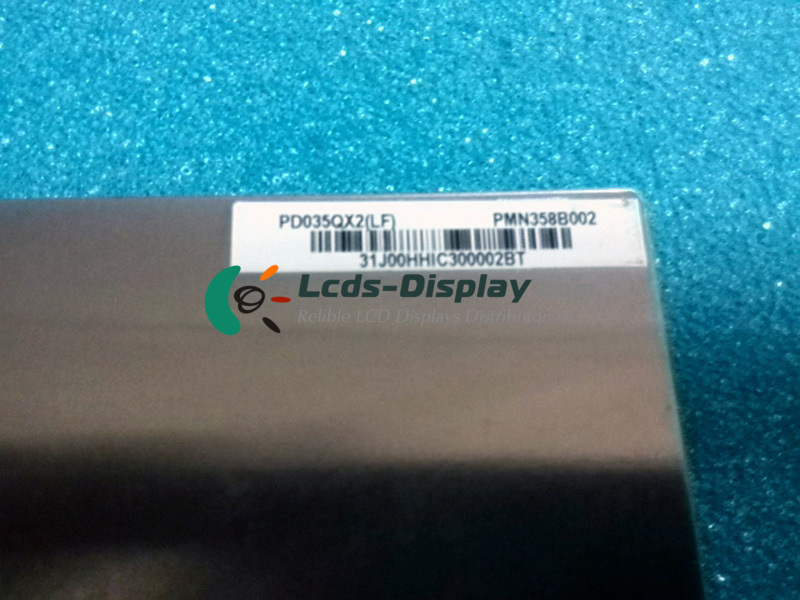 PD035QX2(LF) PMN358B002
31J00HHIC300002BT
Lcds-Display
Relible LCD Displays Distributor